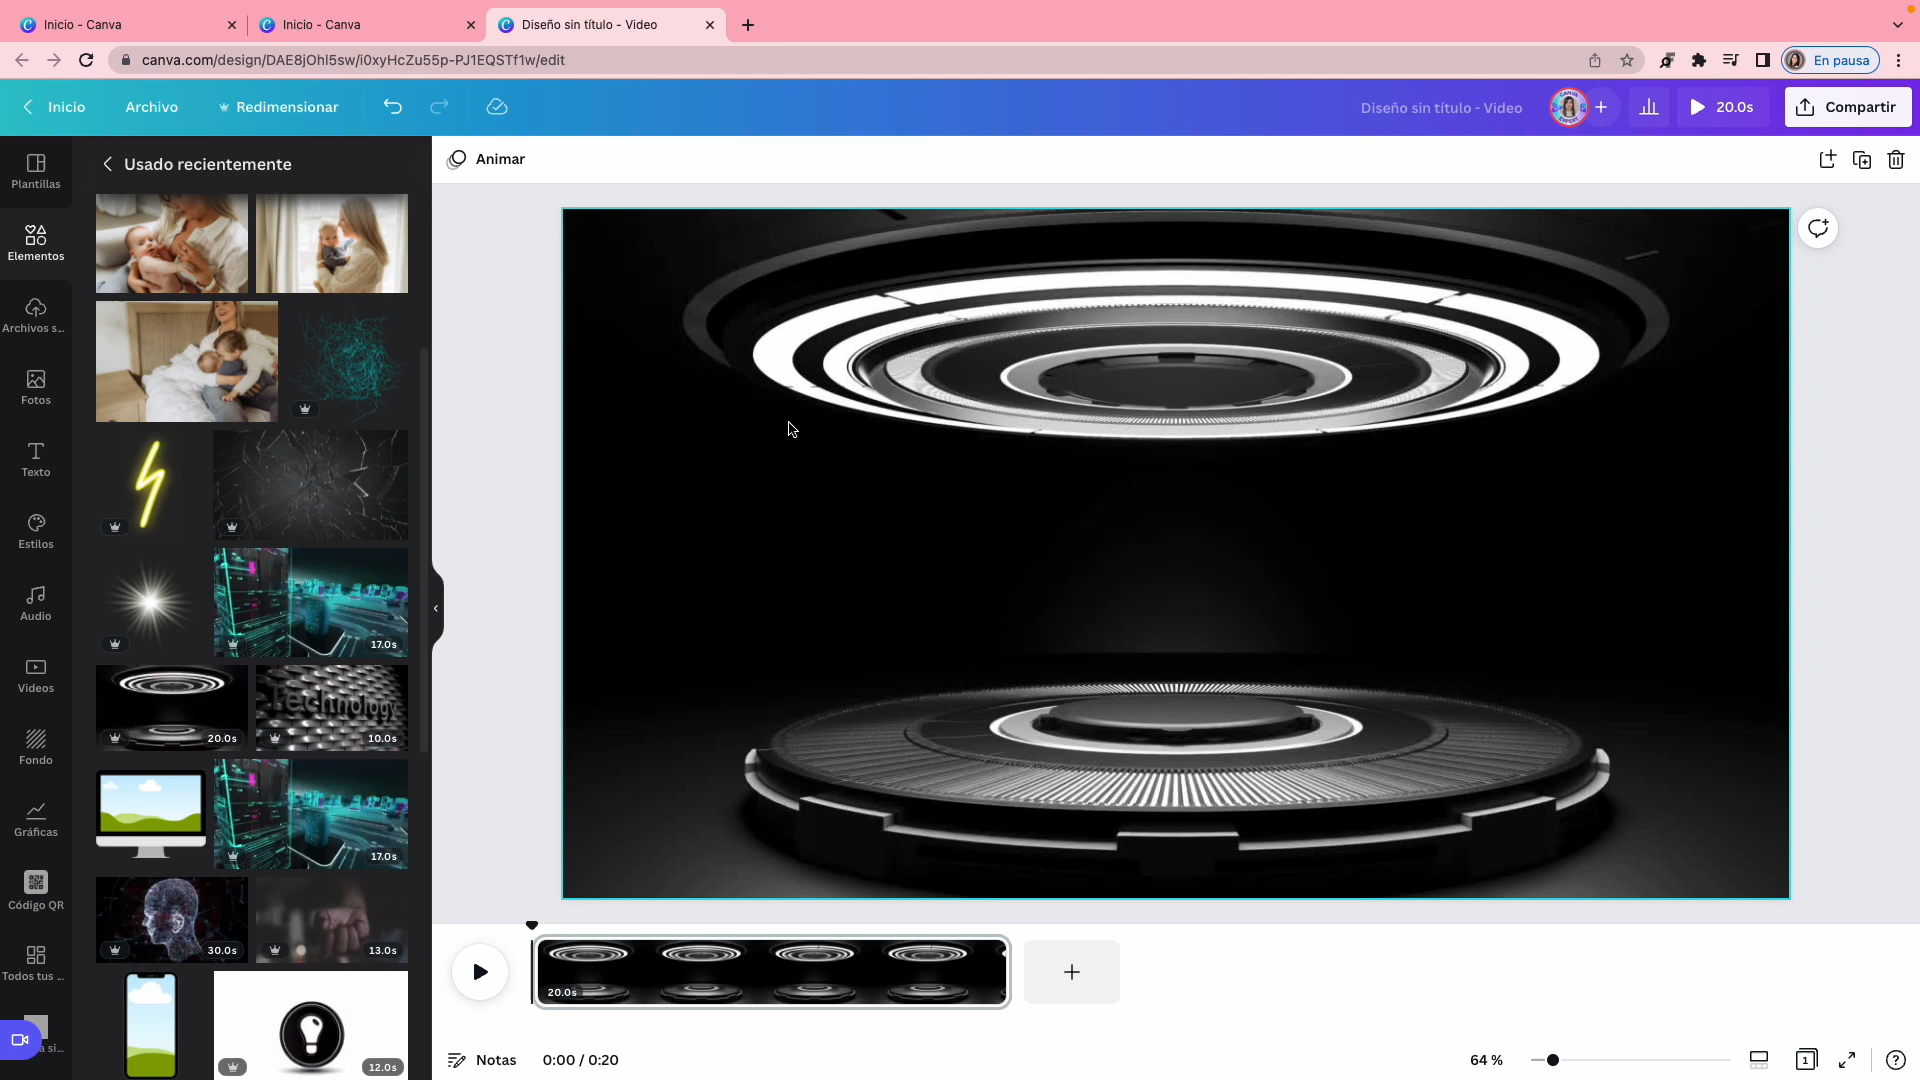 Inicio - Canva
Inicio - Canva
Diseño sin título - Video
canva.com/design/DAE8jOhl5sw/i0xyHcZu55p-PJ1EQSTf1w/edit
En pausa
Inicio
Archivo
Redimensionar
Diseño sin título - Video
20.0s
Compartir
Plantillas
Elementos
Archivos s...
Fotos
Texto
Estilos
Audio
Videos
Fondo
Gráficas
Código QR
Todos tus ...
Usado recientemente
17.0s
20.0s
Technology
10.0s
17.0s
30.0s
13.0s
12.0s
Animar
20.0s
Notas
0:00 / 0:20
64 %
1